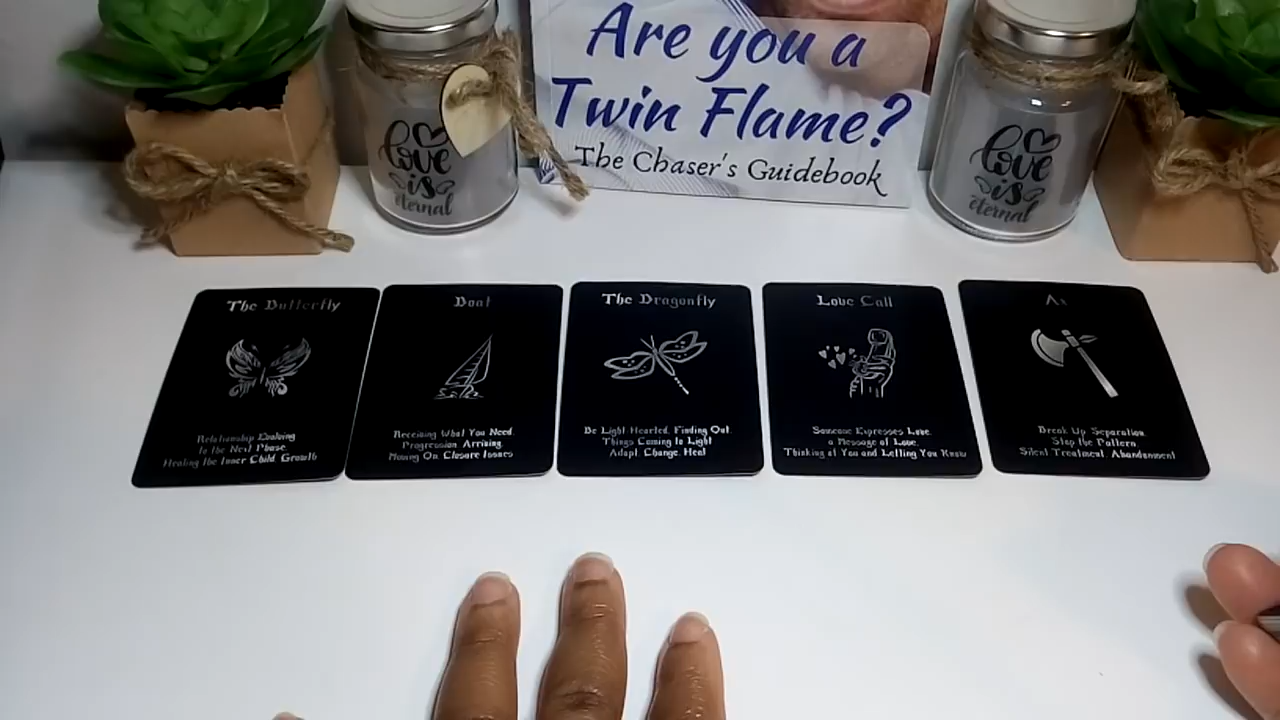 Are you a
Twin Flame?
The Chaser's Guidebook
love
is
eternal
love
is
eternal
The Butterfly
Relationship Evolving
to the Next Phase.
Healing the Inner Child. Growth
Boat
Receiving What You Need.
Progression Arriving
Moving On. Closure Issues
The Dragonfly
Be Light Hearted. Finding Out.
Things Coming to Light
Adapt. Change. Heal
Love Call
Someone Expresses Love.
a Message of Love.
Thinking of You and Letting You Know
Ax
Break Up Separation.
Stop the Pattern
Silent Treatment. Abandonment